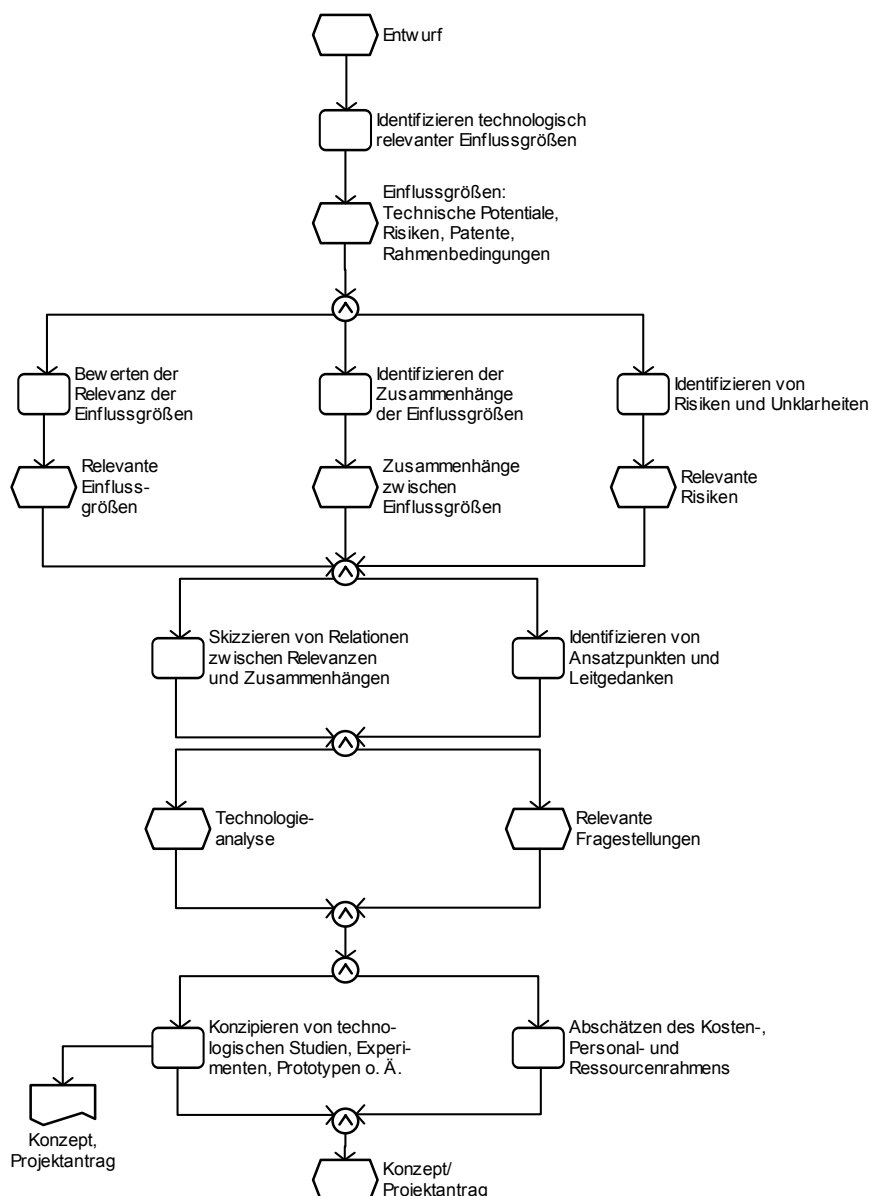 Entwurf
Identifizieren technologisch
relevanter Einflussgrößen
Einflussgrößen:
Technische Potentiale,
Risiken, Patente,
Rahmenbedingungen
Bewerten der
Relevanz der
Einflussgrößen
Identifizieren der
Zusammenhänge
der Einflussgrößen
Identifizieren von
Risiken und Unklarheiten
Relevante
Einfluss-
größen
Zusammenhänge
zwischen
Einflussgrößen
Relevante
Risiken
Skizzieren von Relationen
zwischen Relevanzen
und Zusammenhängen
Identifizieren von
Ansatzpunkten und
Leitgedanken
Technologie-
analyse
Relevante
Fragestellungen
Konzipieren von techno-
logischen Studien, Experi-
menten, Prototypen o. Ä.
Abschätzen des Kosten-,
Personal- und
Ressourcenrahmens
Konzept,
Projektantrag
Konzept/
Projektantrag